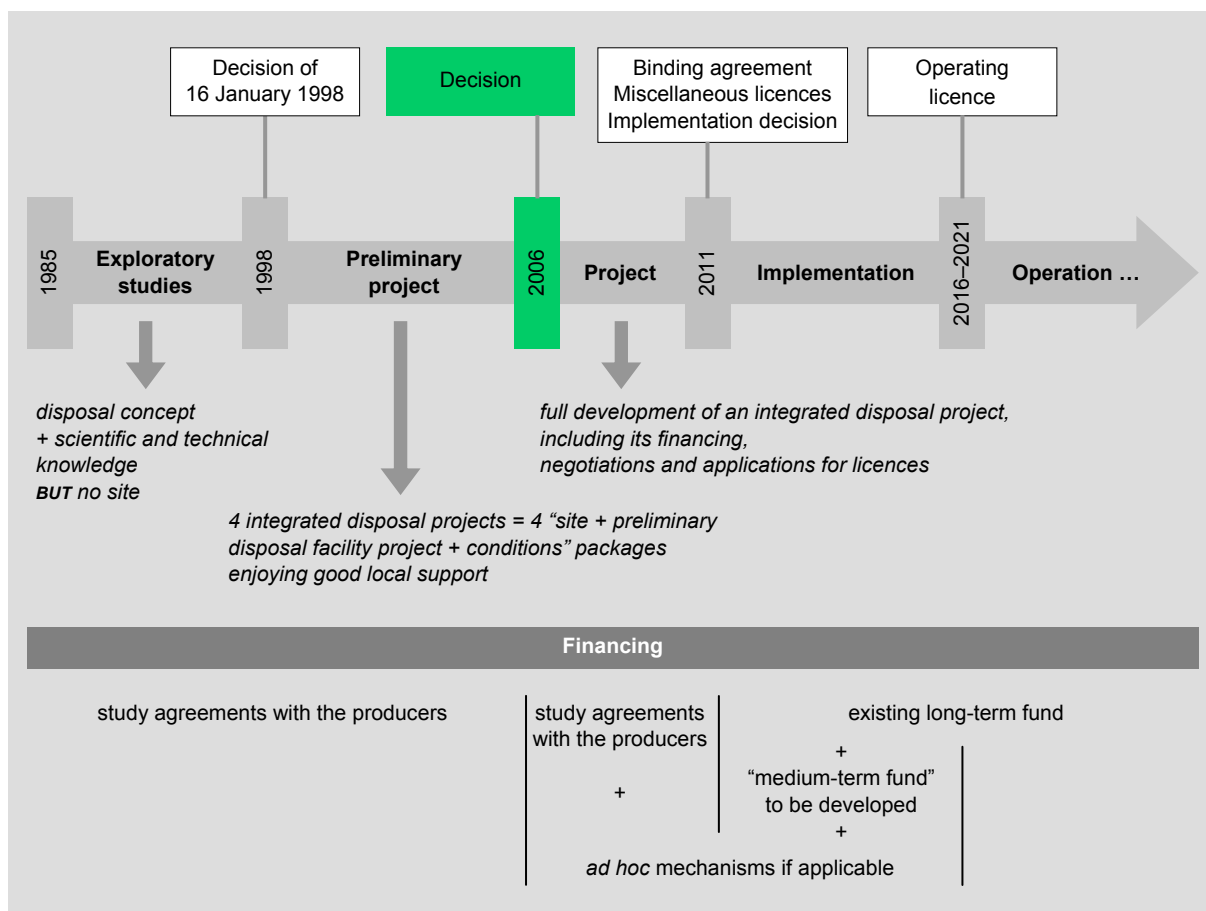 Decision of
16 January 1998
Decision
Binding agreement
Miscellaneous licences
Implementation decision
Operating
licence
1985
Exploratory
studies
1998
Preliminary
project
2006
Project
2011
Implementation
2016–2021
Operation …
disposal concept
+ scientific and technical
knowledge
BUT no site
4 integrated disposal projects = 4 “site + preliminary
disposal facility project + conditions” packages
enjoying good local support
full development of an integrated disposal project,
including its financing,
negotiations and applications for licences
Financing
study agreements with the producers
study agreements
with the producers
+
existing long-term fund
+
“medium-term fund”
to be developed
+
ad hoc mechanisms if applicable